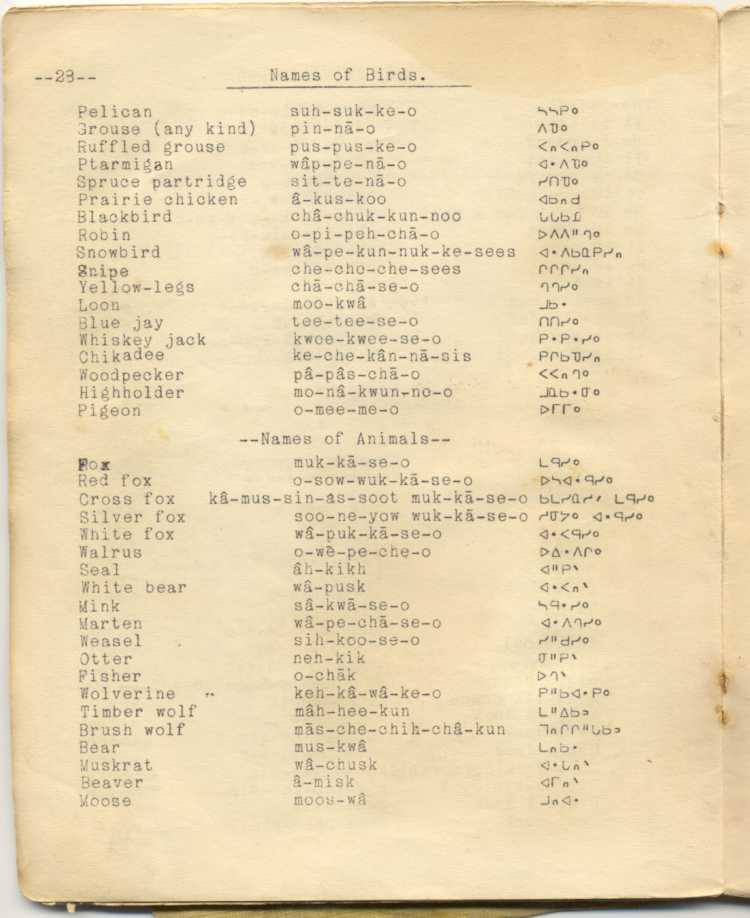 --28--    Names of Birds.
Pelican    suh-suk-ke-o    ᓴᓴᑭᐤ
Grouse (any kind)    pin-nā-o    ᐱᕓᐤ
Ruffled grouse    pus-pus-ke-o    ᐸᐢᐸᐢᑭᐤ
Ptarmigan    wâp-pe-nā-o    ᐘᐱᓀᐤ
Spruce partridge    sit-te-nā-o    ᓯᑎᓀᐤ
Prairie chicken    â-kus-koo    ᐊᑲᐢᑯ
Blackbird    châ-chuk-kun-noo    ᒐᒐᑲᓄ
Robin    o-pi-peh-chā-o    ᐅᐱᐱᐦᒉᐤ
Snowbird    wâ-pe-kun-nuk-ke-sees    ᐘᐱᑲᓇᑭᓯᐢ
Snipe    che-che-che-sees    ᒋᒋᒋᓯᐢ
Yellow-legs    chā-chā-se-o    ᒉᒉᓯᐤ
Loon    moo-kwâ    ᒧᑲᐧ
Blue jay    tee-tee-se-o    ᑎᑎᓯᐤ
Whiskey jack    kwee-kwee-se-o    ᑭᐧᑭᐧᓯᐤ
Chikadee    ke-che-kân-nā-sis    ᑭᒋᑲᓀᓯᐢ
Woodpecker    pâ-pâs-chā-o    ᐸᐸᐢᒉᐤ
Highholder    mo-nâ-kwun-ne-o    ᒧᓇᑲᐧᓂᐤ
Pigeon    o-mee-me-o    ᐅᒥᒥᐤ
--Names of Animals--
Fox    muk-kā-se-o    ᒪᑫᓯᐤ
Red fox    o-sow-wuk-kā-se-o    ᐅᓴᐘᑫᓯᐤ
Cross fox    kâ-mus-sin-as-soot muk-kā-se-o    ᑲᒪᓯᓇᓱᐟ ᒪᑫᓯᐤ
Silver fox    soo-ne-yow wuk-kā-se-o    ᓱᓂᔭᐤ ᐘᑫᓯᐤ
White fox    wâ-puk-kā-se-o    ᐘᐸᑫᓯᐤ
Walrus    o-wè-pe-che-o    ᐅᐏᐱᒋᐤ
Seal    âh-kikh    ᐊᐦᑭᐠ
White bear    wâ-pusk    ᐘᐸᐢᐠ
Mink    sâ-kwā-se-o    ᓴᑫᐧᓯᐤ
Marten    wâ-pe-chā-se-o    ᐘᐱᒉᓯᐤ
Weasel    sih-koo-se-o    ᓯᐦᑯᓯᐤ
Otter    neh-kik    ᓂᐦᑭᐠ
Fisher    o-chāk    ᐅᒉᐠ
Wolverine    keh-kâ-wâ-ke-o    ᑭᐦᑲᐘᑭᐤ
Timber wolf    mâh-hee-kun    ᒪᐦᐃᑲᐣ
Brush wolf    mās-che-chih-châ-kun    ᒣᐢᒋᒋᐦᒐᑲᐣ
Bear    mus-kwâ    ᒪᐢᑲᐧ
Muskrat    wâ-chusk    ᐘᒐᐢᐠ
Beaver    â-misk    ᐊᒥᐢᐠ
Moose    moos-wâ    ᒧᐢᐘ